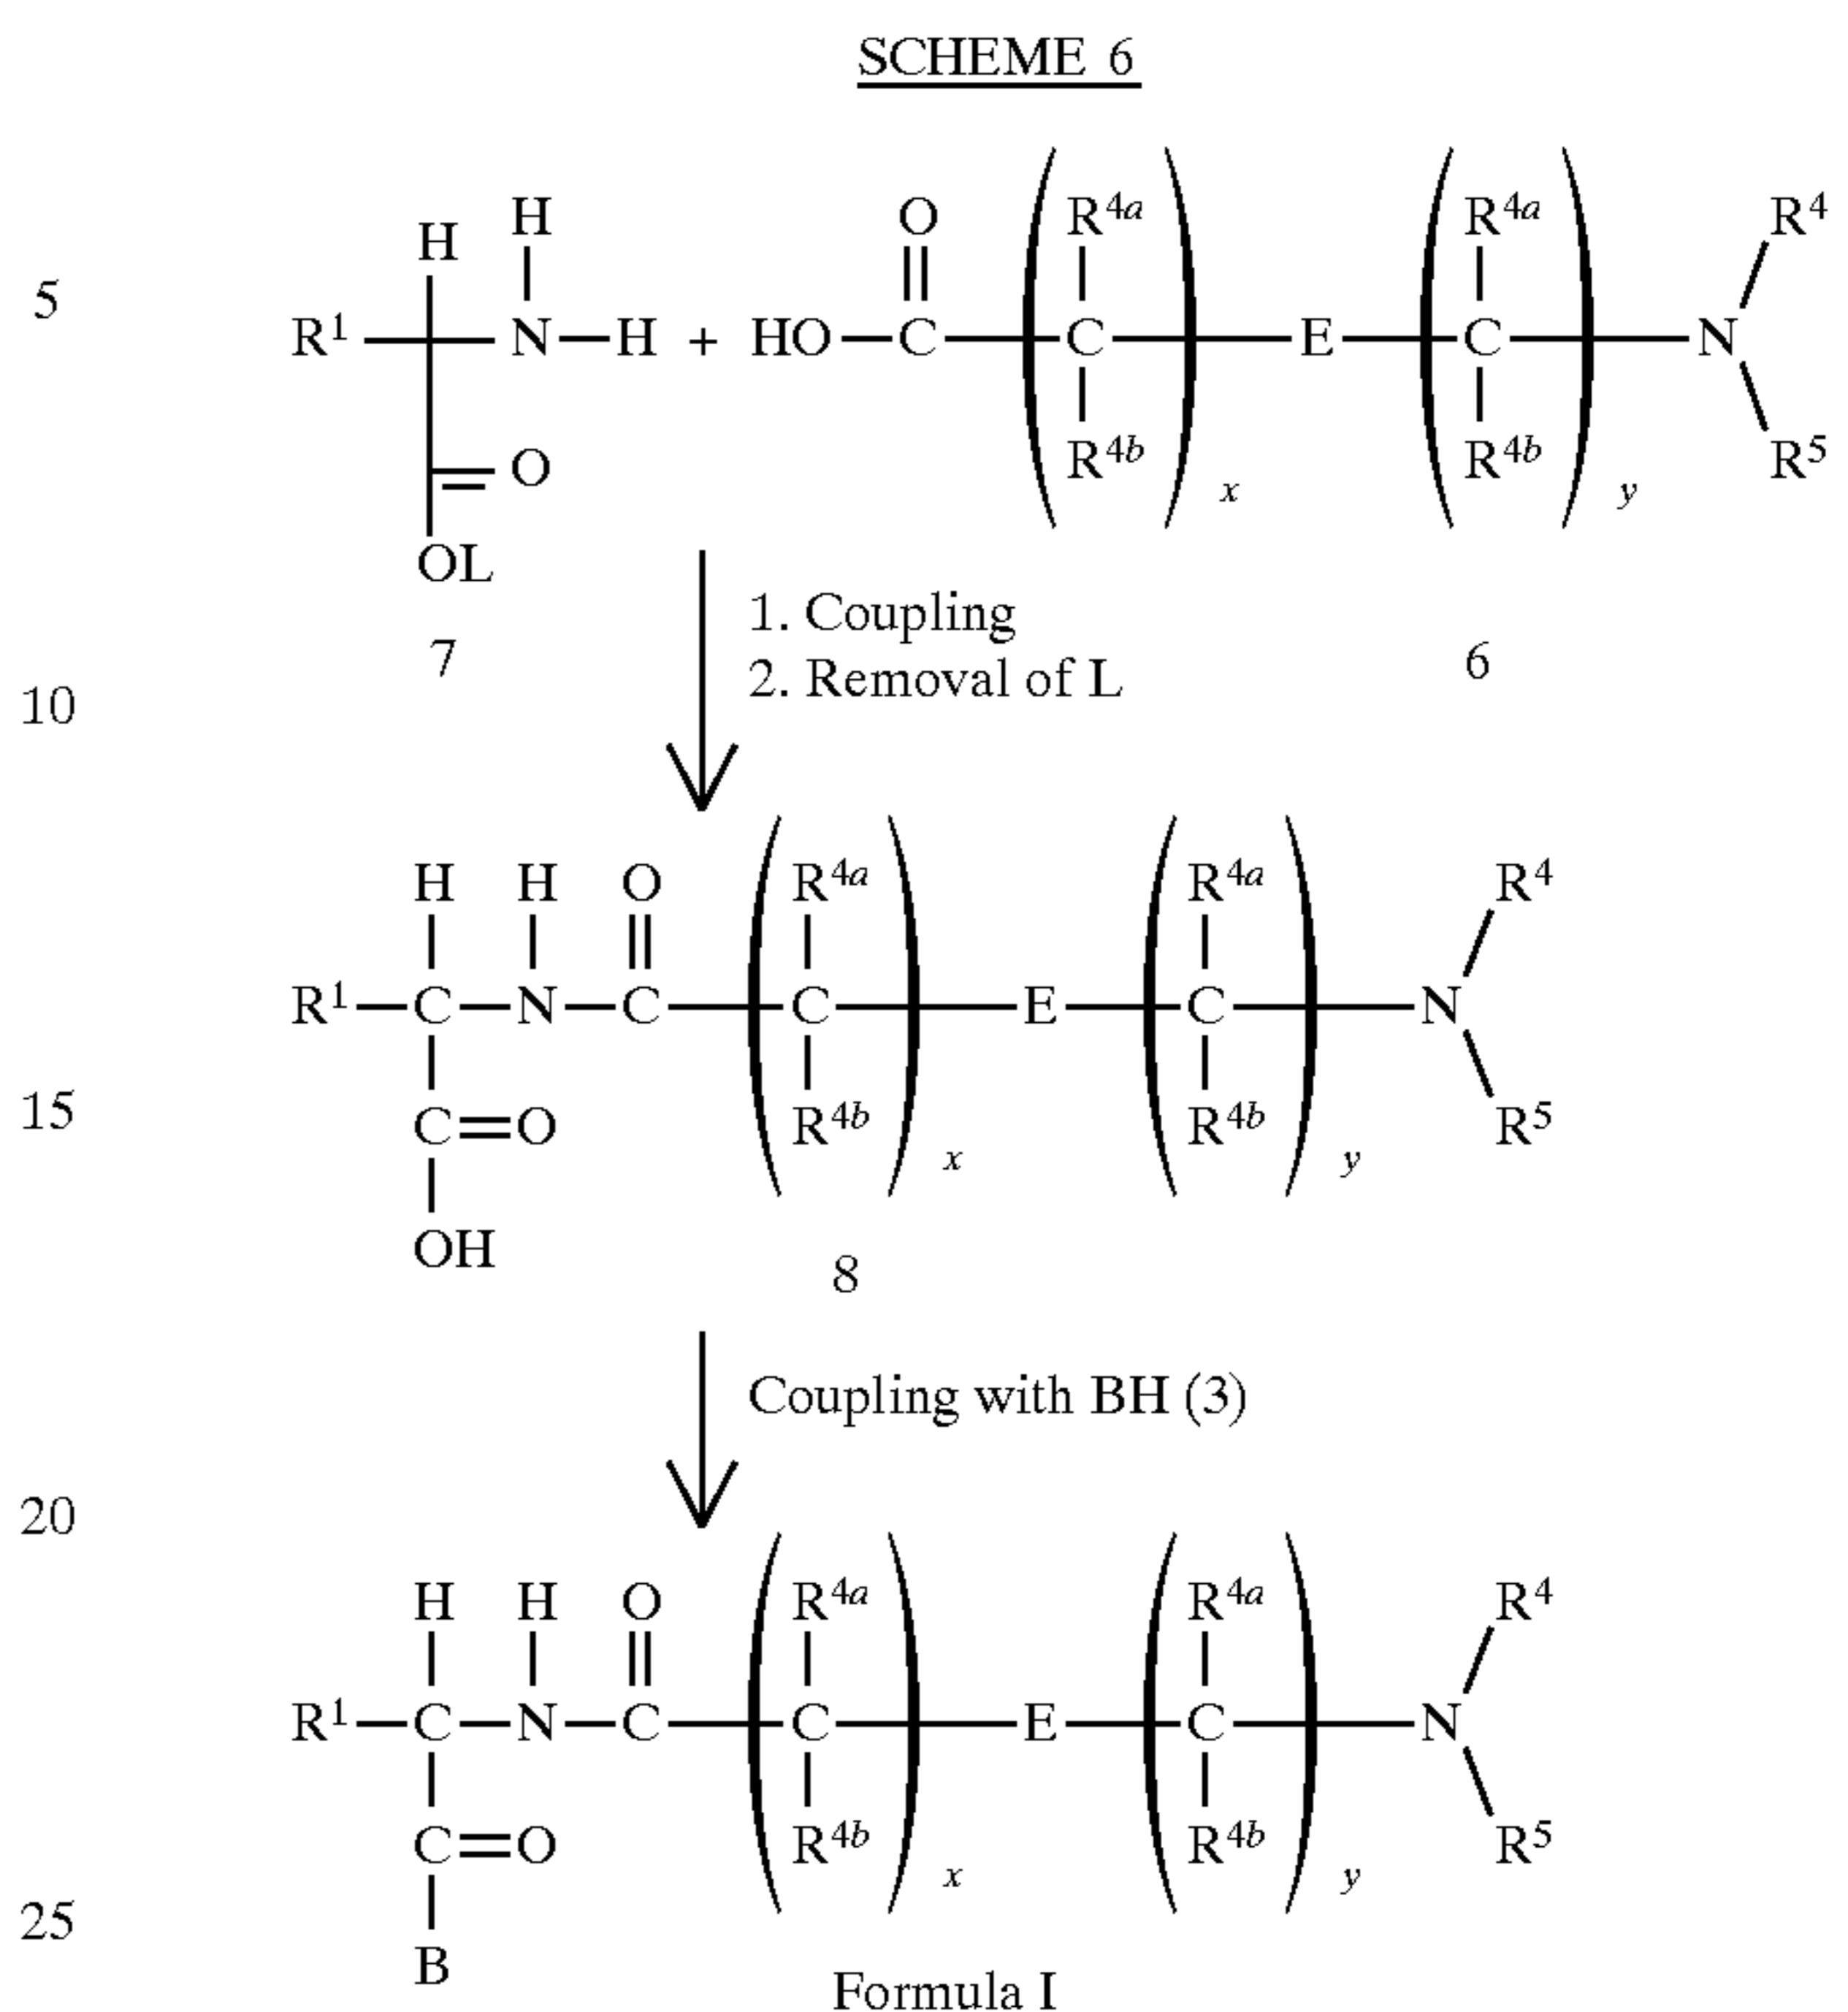 SCHEME 6
H H O R4a R4a R4
5 R1 N—H + HO—C C E C N
O R4b R4b R5
x y
OL
1. Coupling
7 6
2. Removal of L
10
H H O R4a R4a R4
R1—C—N—C C E C N
15 C=O R4b R4b R5
x y
OH
8
Coupling with BH (3)
20
H H O R4a R4a R4
R1—C—N—C C E C N
C=O R4b R4b R5
x y
25
B
Formula I